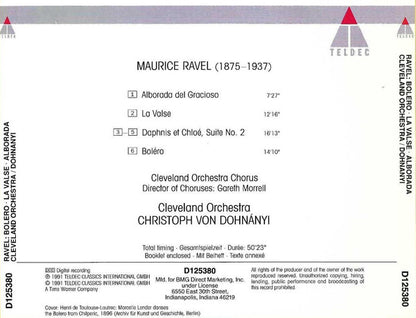 TELDEC
MAURICE RAVEL (1875-1937)
1 Alborada del Gracioso 7'27"
2 La Valse 12'16"
3-5 Daphnis et Chloé, Suite No. 2 16'13"
6 Boléro 14'10"
Cleveland Orchestra Chorus
Director of Choruses: Gareth Morrell
Cleveland Orchestra
CHRISTOPH VON DOHNÁNYI
Total timing · Gesamtspielzeit · Durée: 50'23"
Booklet enclosed · Mit Beiheft · Texte annexé
DDD Digital recording
℗ 1991 TELDEC CLASSICS INTERNATIONAL GMBH
© 1991 TELDEC CLASSICS INTERNATIONAL GMBH
A Time Warner Company
D125380
Mfd. for BMG Direct Marketing, Inc.
under License
6550 East 30th Street,
Indianapolis, Indiana 46219
All rights of the producer and of the owner of the work
reproduced reserved. Unauthorized copying, hiring,
lending, public performance and broadcasting of this
record prohibited.
Cover: Henri de Toulouse-Lautrec: Marcelle Lender danses
the Bolero from Chilperic, 1896 (Archiv für Kunst und Geschichte, Berlin)
RAVEL: BOLERO · LA VALSE · ALBORADA
CLEVELAND ORCHESTRA / DOHNANYI
D125380
RAVEL: BOLERO · LA VALSE · ALBORADA
CLEVELAND ORCHESTRA / DOHNANYI
D125380